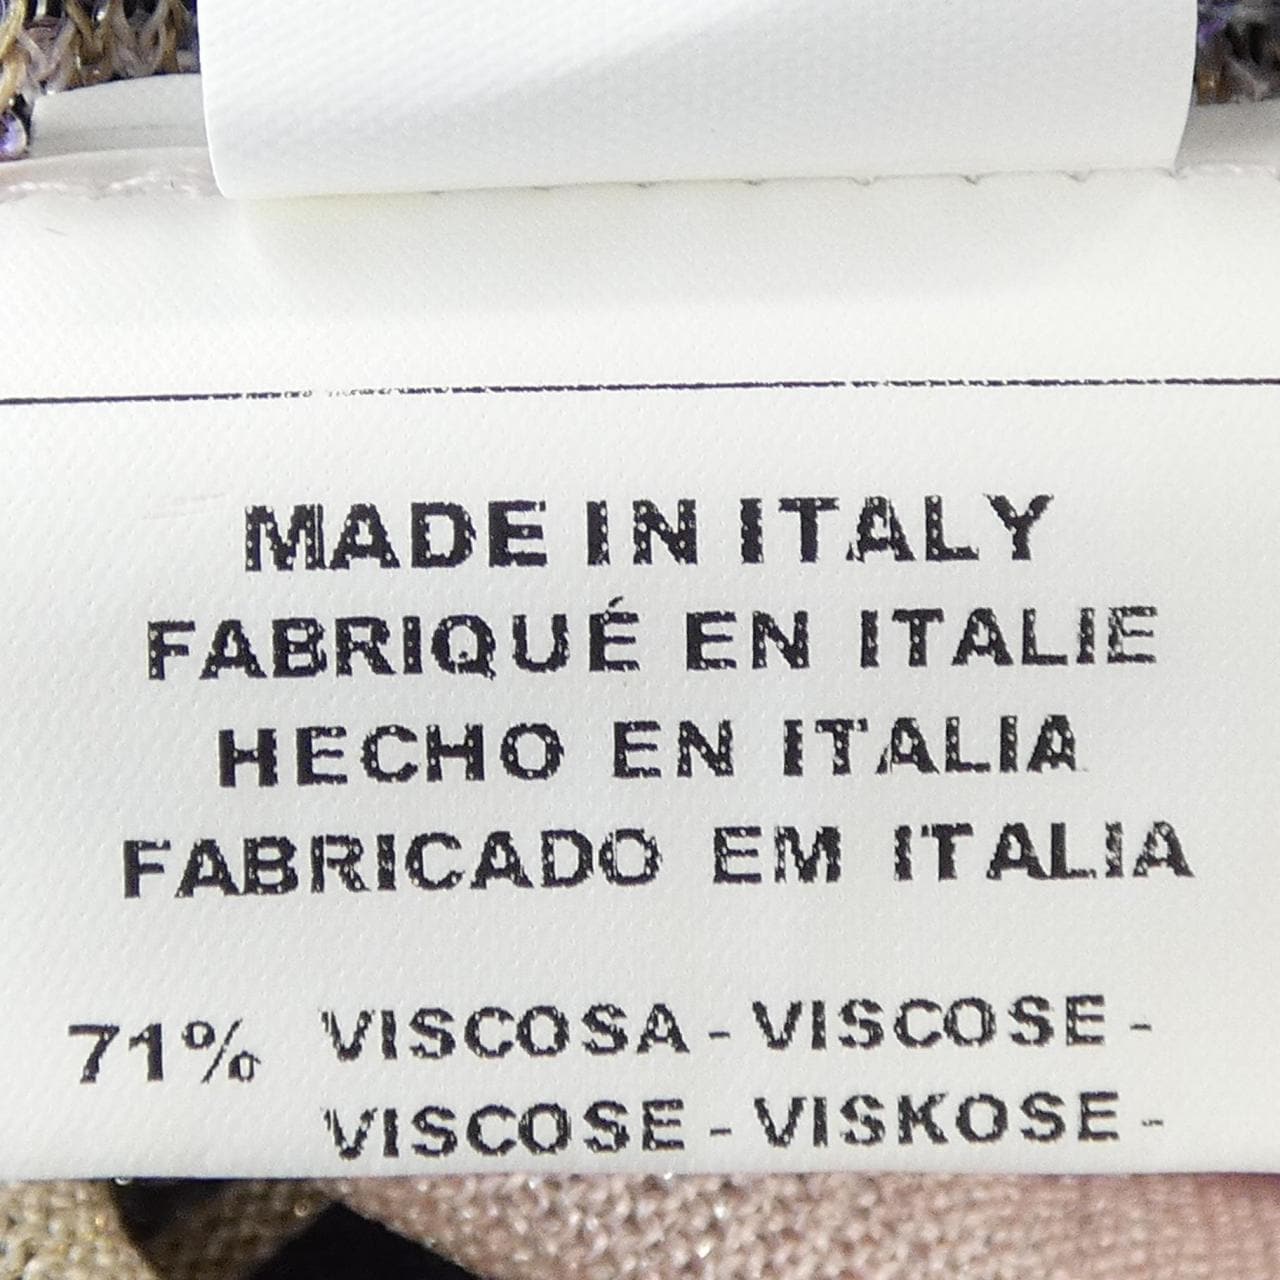 MADE IN ITALY
FABRIQUÉ EN ITALIE
HECHO EN ITALIA
FABRICADO EM ITALIA
71% VISCOSA - VISCOSE -
VISCOSE - VISKOSE -